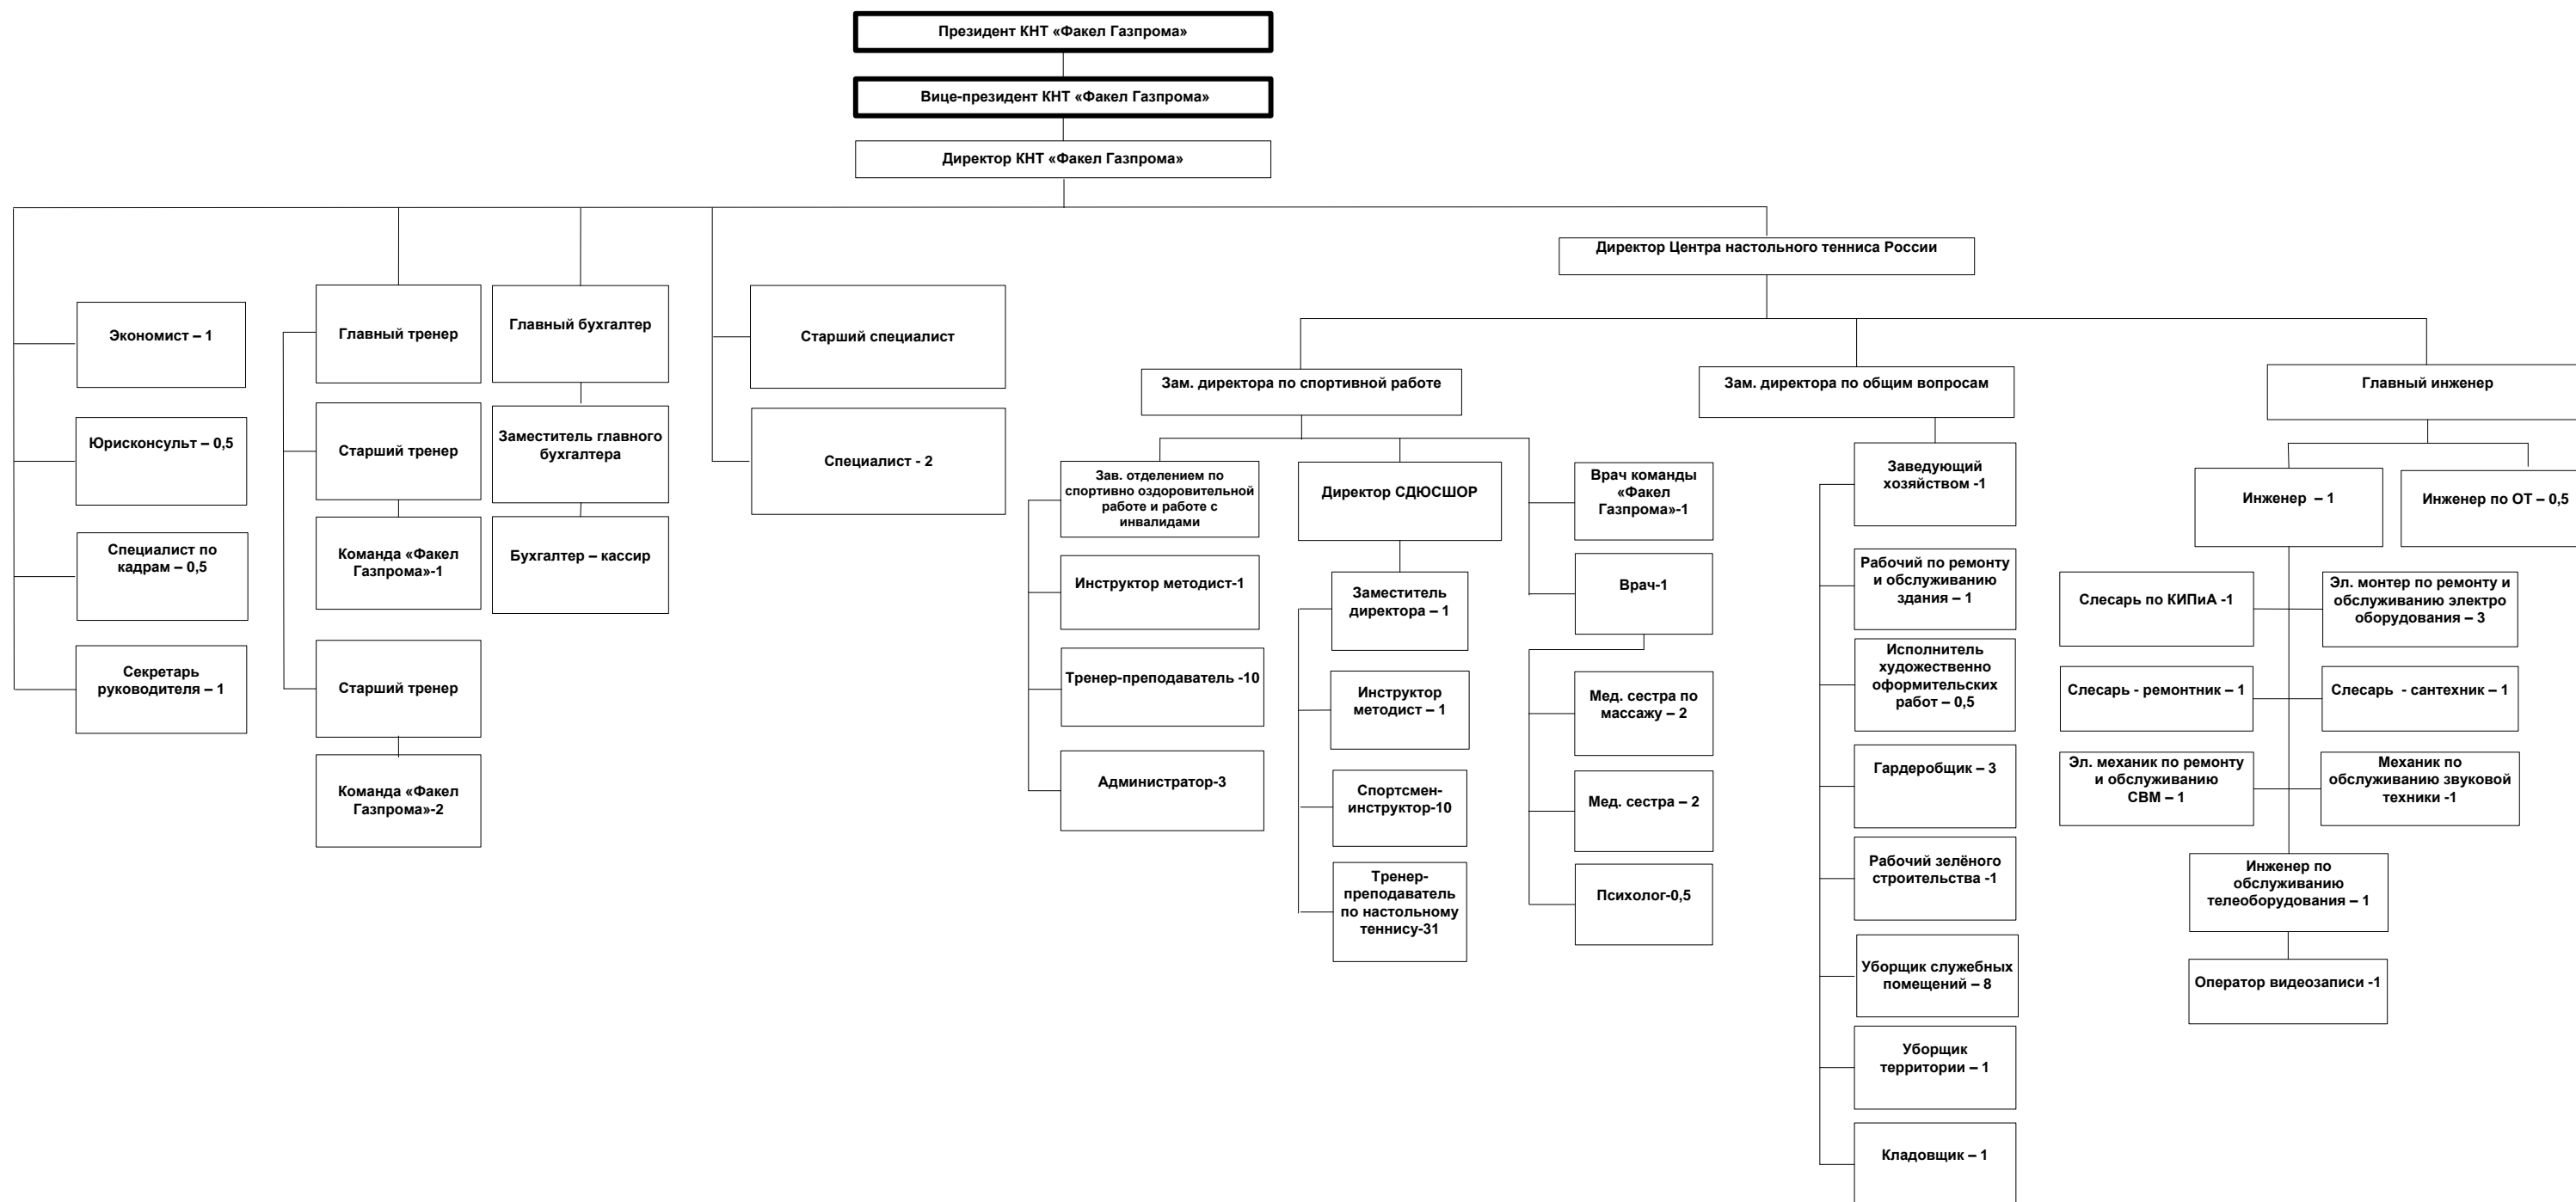 Президент КНТ «Факел Газпрома»
Вице-президент КНТ «Факел Газпрома»
Директор КНТ «Факел Газпрома»
Директор Центра настольного тенниса России
Экономист – 1
Юрисконсульт – 0,5
Специалист по
кадрам – 0,5
Секретарь
руководителя – 1
Главный тренер
Старший тренер
Команда «Факел
Газпрома»-1
Старший тренер
Команда «Факел
Газпрома»-2
Главный бухгалтер
Заместитель главного
бухгалтера
Бухгалтер – кассир
Старший специалист
Специалист - 2
Зам. директора по спортивной работе
Зав. отделением по
спортивно оздоровительной
работе и работе с
инвалидами
Инструктор методист-1
Тренер-преподаватель -10
Администратор-3
Директор СДЮСШОР
Заместитель
директора – 1
Инструктор
методист – 1
Спортсмен-
инструктор-10
Тренер-
преподаватель
по настольному
теннису-31
Врач команды
«Факел
Газпрома»-1
Врач-1
Мед. сестра по
массажу – 2
Мед. сестра – 2
Психолог-0,5
Зам. директора по общим вопросам
Заведующий
хозяйством -1
Рабочий по ремонту
и обслуживанию
здания – 1
Исполнитель
художественно
оформительских
работ – 0,5
Гардеробщик – 3
Рабочий зелёного
строительства -1
Уборщик служебных
помещений – 8
Уборщик
территории – 1
Кладовщик – 1
Главный инженер
Инженер – 1
Инженер по ОТ – 0,5
Слесарь по КИПиА -1
Эл. монтер по ремонту и
обслуживанию электро
оборудования – 3
Слесарь - ремонтник – 1
Слесарь - сантехник – 1
Эл. механик по ремонту
и обслуживанию
СВМ – 1
Механик по
обслуживанию звуковой
техники -1
Инженер по
обслуживанию
телеоборудования – 1
Оператор видеозаписи -1